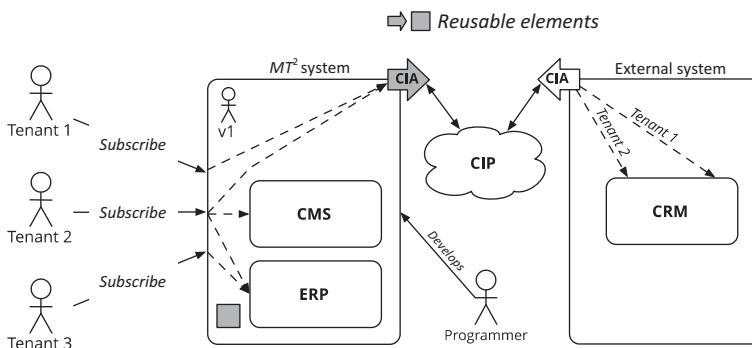 Reusable elements
MT² system
External system
CIA
CIA
v1
Tenant 1
Subscribe
Tenant 1
Tenant 2
CIP
Subscribe
Tenant 2
CMS
CRM
Develops
Subscribe
ERP
Tenant 3
Programmer